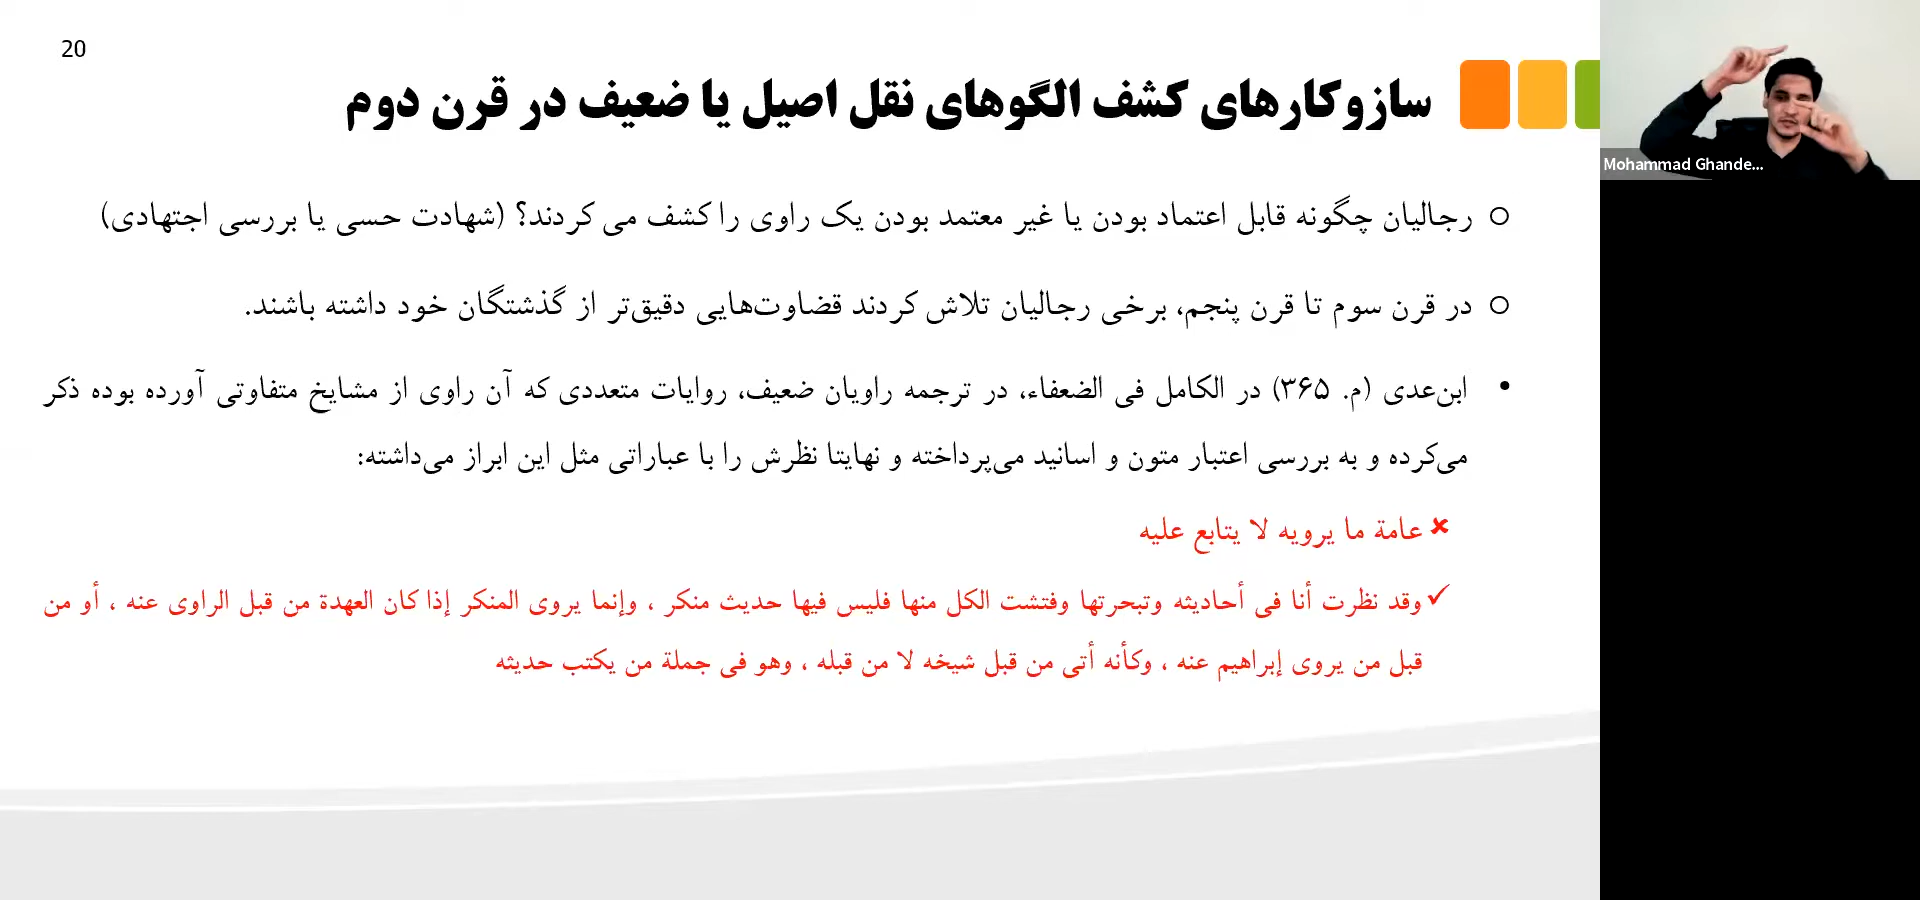 20
سازوکارهای کشف الگوهای نقل اصیل یا ضعیف در قرن دوم
Mohammad Ghande...
رجالیان چگونه قابل اعتماد بودن یا غیر معتمد بودن یک راوی را کشف می کردند؟ (شهادت حسی یا بررسی اجتهادی)
در قرن سوم تا قرن پنجم، برخی رجالیان تلاش کردند قضاوت‌هایی دقیق‌تر از گذشتگان خود داشته باشند.
ابن‌عدی (م. ۳۶۵) در الکامل فی الضعفاء، در ترجمه راویان ضعیف، روایات متعددی که آن راوی از مشایخ متفاوتی آورده بوده ذکر
می‌کرده و به بررسی اعتبار متون و اسانید می‌پرداخته و نهایتا نظرش را با عباراتی مثل این ابراز می‌داشته:
✘ عامة ما يرويه لا يتابع عليه
✓ وقد نظرت أنا فی أحاديثه وتبحرتها وفتشت الكل منها فليس فيها حديث منكر ، وإنما يروی المنكر إذا كان العهدة من قبل الراوی عنه ، أو من
قبل من يروی إبراهيم عنه ، وكأنه أتی من قبل شيخه لا من قبله ، وهو فی جملة من يكتب حديثه